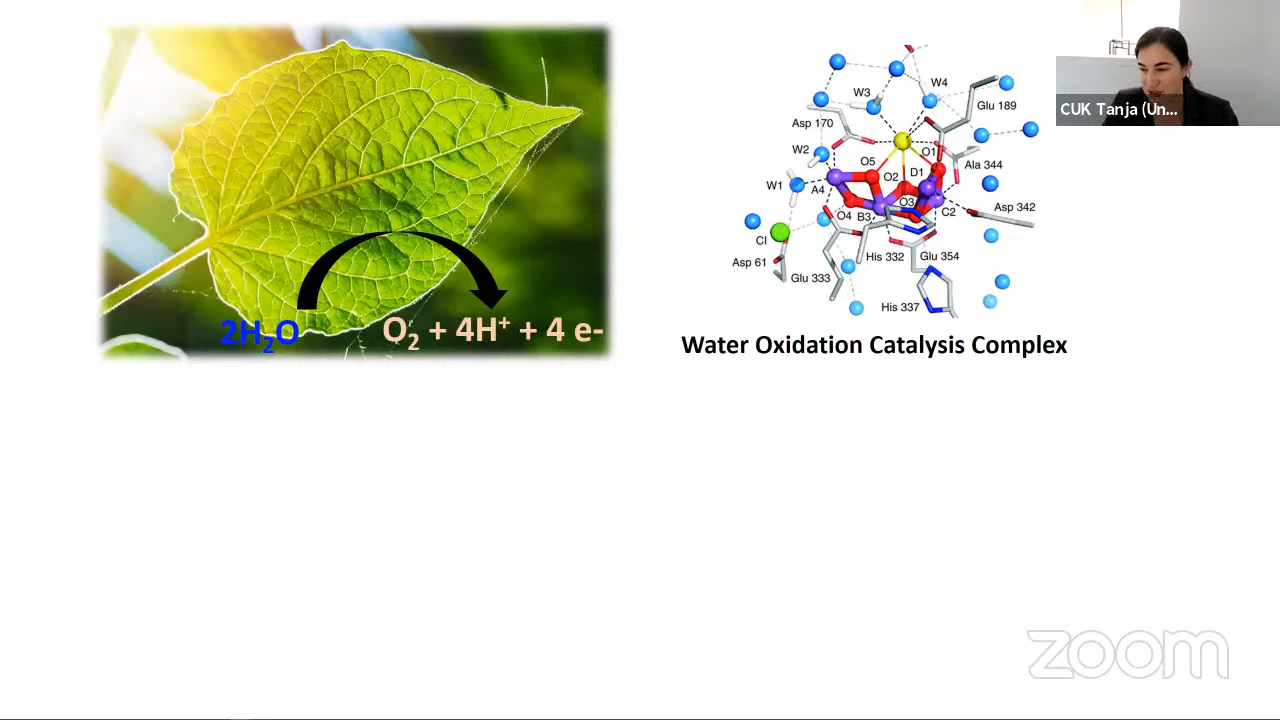 2H₂O
O₂ + 4H⁺ + 4 e-
W3
W4
Glu 189
Asp 170
W2
O1
Ala 344
O5
O2
D1
W1
A4
O3
O4
B3
C2
Asp 342
Cl
Asp 61
His 332
Glu 354
Glu 333
His 337
Water Oxidation Catalysis Complex
CUK Tanja (Un...
zoom